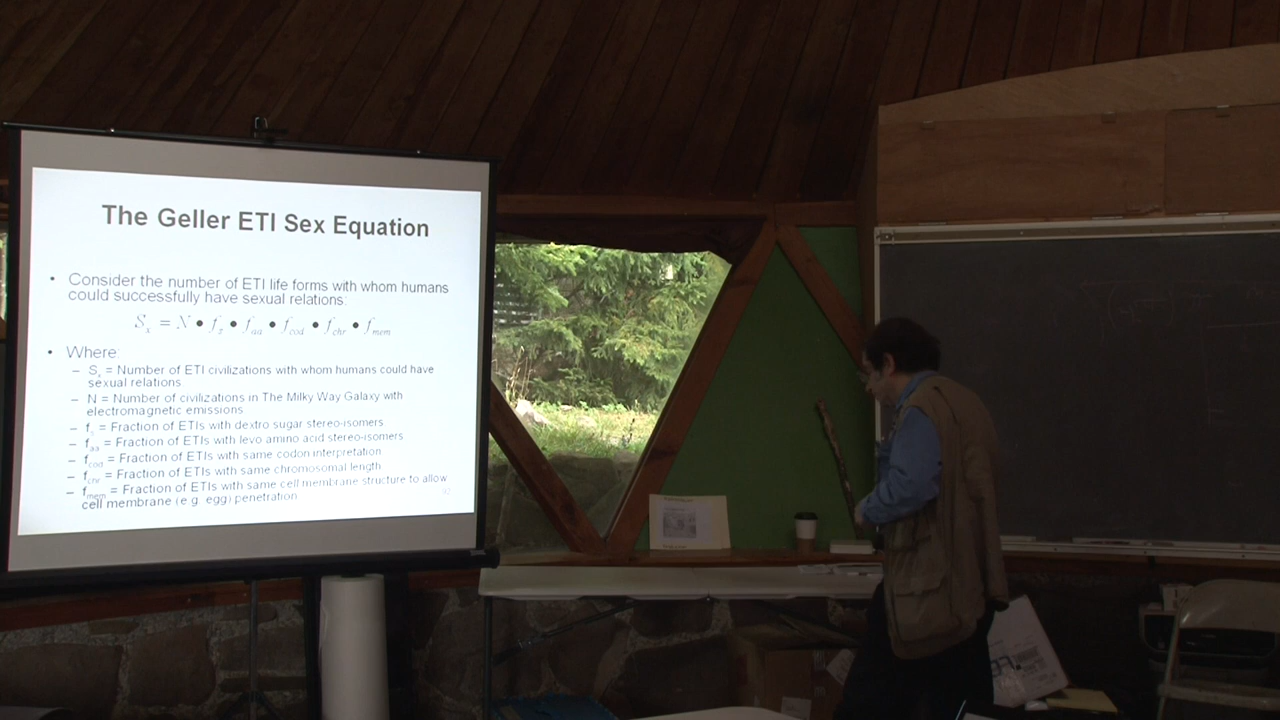 The Geller ETI Sex Equation
• Consider the number of ETI life forms with whom humans
could successfully have sexual relations:
Sx = N • fs • faa • fcod • fchr • fmem
• Where:
– Sx = Number of ETI civilizations with whom humans could have
sexual relations
– N = Number of civilizations in The Milky Way Galaxy with
electromagnetic emissions
– fs = Fraction of ETIs with dextro sugar stereo-isomers
– faa = Fraction of ETIs with levo amino acid stereo-isomers
– fcod = Fraction of ETIs with same codon interpretation
– fchr = Fraction of ETIs with same chromosomal length
– fmem = Fraction of ETIs with same cell membrane structure to allow
cell membrane (e.g. egg) penetration